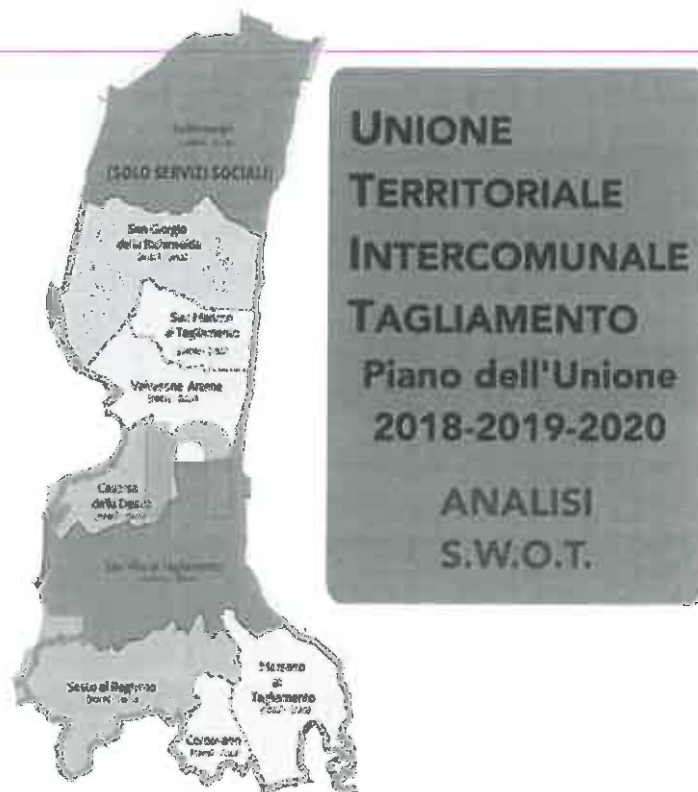 (SOLO SERVIZI SOCIALI)
San Giorgio
della Richinvelda
San Martino
al Tagliamento
Valvasone Arzene
Casarsa
della Delizia
San Vito al Tagliamento
Sesto al Reghena
Morsano
al
Tagliamento
Cordovado
UNIONE
TERRITORIALE
INTERCOMUNALE
TAGLIAMENTO
Piano dell'Unione
2018-2019-2020
ANALISI
S.W.O.T.